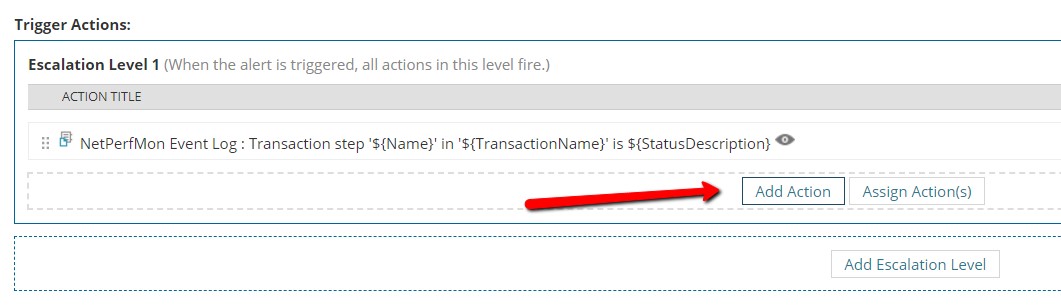 Trigger Actions:
Escalation Level 1 (When the alert is triggered, all actions in this level fire.)
ACTION TITLE
NetPerfMon Event Log : Transaction step '${Name}' in '${TransactionName}' is ${StatusDescription}
Add Action Assign Action(s)
Add Escalation Level